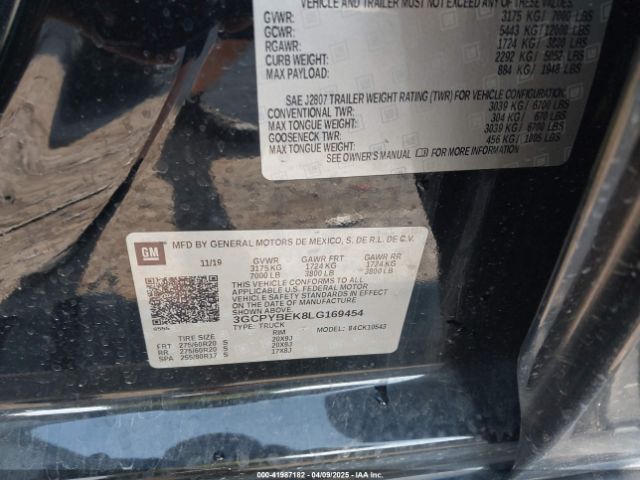 VEHICLE AND TRAILER MUST NOT EXCEED ANY OF THE
GVWR: 3175 KG/ 7000 LBS
GCWR: 5443 KG/ 12000 LBS
RGAWR: 1724 KG/ 3800 LBS
CURB WEIGHT: 2292 KG/ 5052 LBS
MAX PAYLOAD: 884 KG/ 1948 LBS
SAE J2807 TRAILER WEIGHT RATING (TWR) FOR VEHICLE CONFIGURATION
CONVENTIONAL TWR: 3039 KG/ 6700 LBS
MAX TONGUE WEIGHT: 304 KG/ 670 LBS
GOOSENECK TWR: 3039 KG/ 6700 LBS
MAX TONGUE WEIGHT: 456 KG/ 1005 LBS
SEE OWNER'S MANUAL FOR MORE INFORMATION
GM MFD BY GENERAL MOTORS DE MEXICO, S. DE R.L. DE C.V.
11/19 GVWR GAWR FRT GAWR RR
3175 KG 1724 KG 1724 KG
7000 LB 3800 LB 3800 LB
THIS VEHICLE CONFORMS TO ALL
APPLICABLE U.S. FEDERAL MOTOR
VEHICLE SAFETY STANDARDS IN EFFECT
ON THE DATE OF MANUFACTURE
SHOWN ABOVE.
3GCPYBEK8LG169454
TYPE: TRUCK MODEL: 84CK10543
TIRE SIZE RIM
FRT 275/60R20 S 20X9J
RR 275/60R20 S 20X9J
SPA 255/80R17 S 17X8J
000-41987182 - 04/09/2025 - IAAI.com